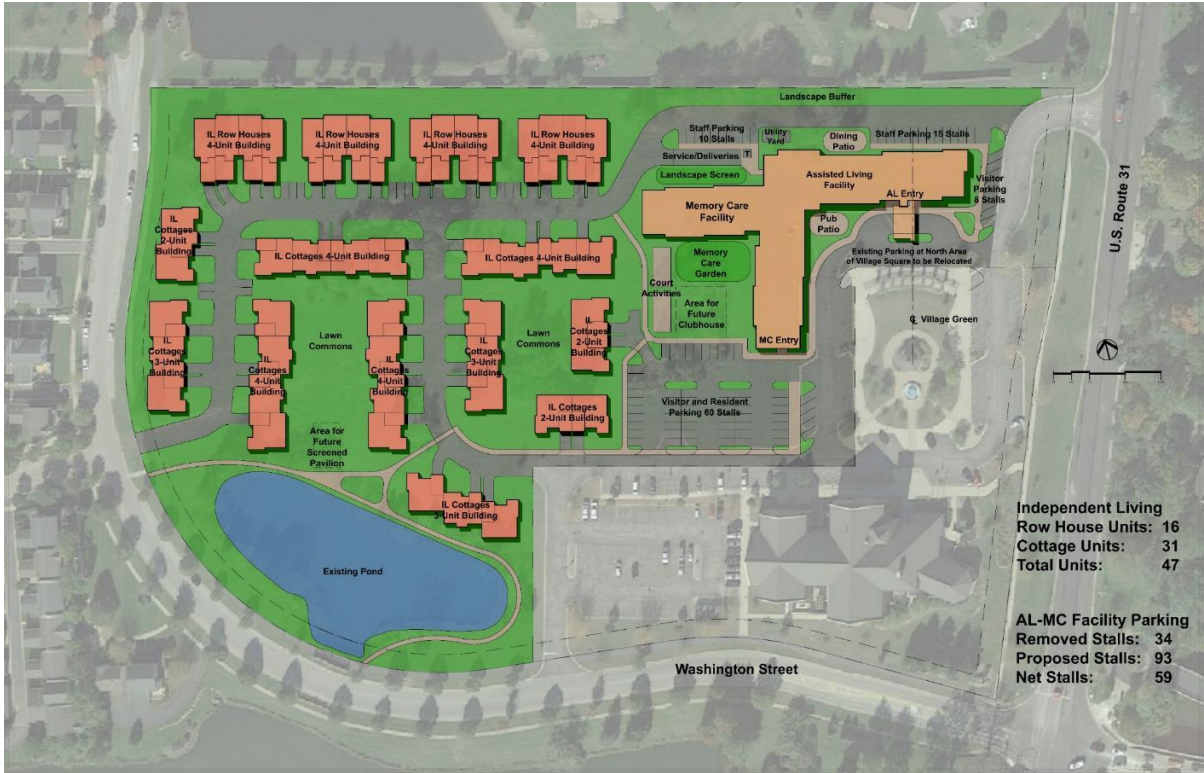 Landscape Buffer
IL Row Houses
4-Unit Building
IL Row Houses
4-Unit Building
IL Row Houses
4-Unit Building
IL Row Houses
4-Unit Building
Staff Parking
10 Stalls
Utility
Yard
Dining
Patio
Staff Parking 15 Stalls
Service/Deliveries
T
Landscape Screen
Assisted Living
Facility
Visitor
Parking
8 Stalls
AL Entry
Memory Care
Facility
Pub
Patio
U.S. Route 31
IL
Cottages
2-Unit
Building
IL Cottages 4-Unit Building
IL Cottages 4-Unit Building
Memory
Care
Garden
Existing Parking at North Area
of Village Square to be Relocated
Court
Activities
Area for
Future
Clubhouse
IL
Cottages
3-Unit
Building
IL
Cottages
4-Unit
Building
Lawn
Commons
IL
Cottages
4-Unit
Building
IL
Cottages
3-Unit
Building
Lawn
Commons
IL
Cottages
2-Unit
Building
MC Entry
Village Green
IL Cottages
2-Unit Building
Visitor and Resident
Parking 60 Stalls
Area for
Future
Screened
Pavilion
IL Cottages
3-Unit Building
Existing Pond
Washington Street
Independent Living
Row House Units: 16
Cottage Units: 31
Total Units: 47
AL-MC Facility Parking
Removed Stalls: 34
Proposed Stalls: 93
Net Stalls: 59